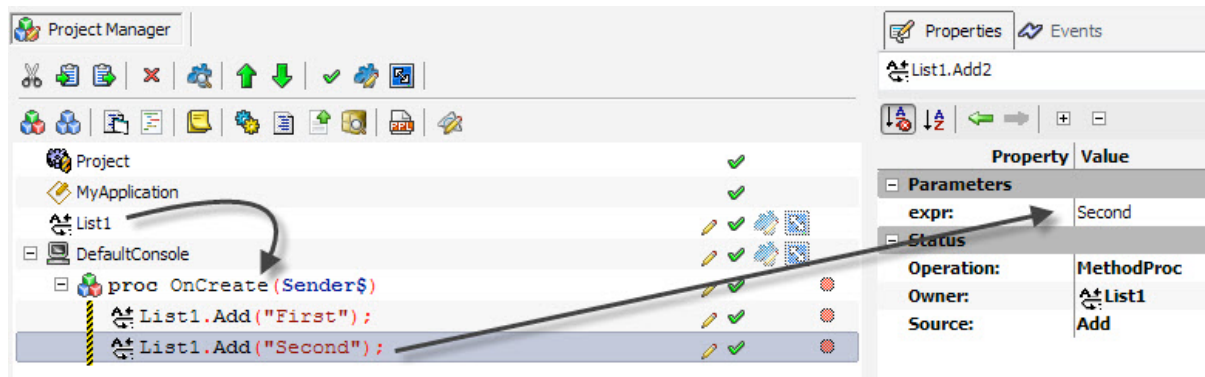 Project Manager
Properties
Events
List1.Add2
PPL
Project
MyApplication
List1
DefaultConsole
proc OnCreate(Sender$)
List1.Add("First");
List1.Add("Second");
Property Value
Parameters
expr: Second
Status
Operation: MethodProc
Owner: List1
Source: Add